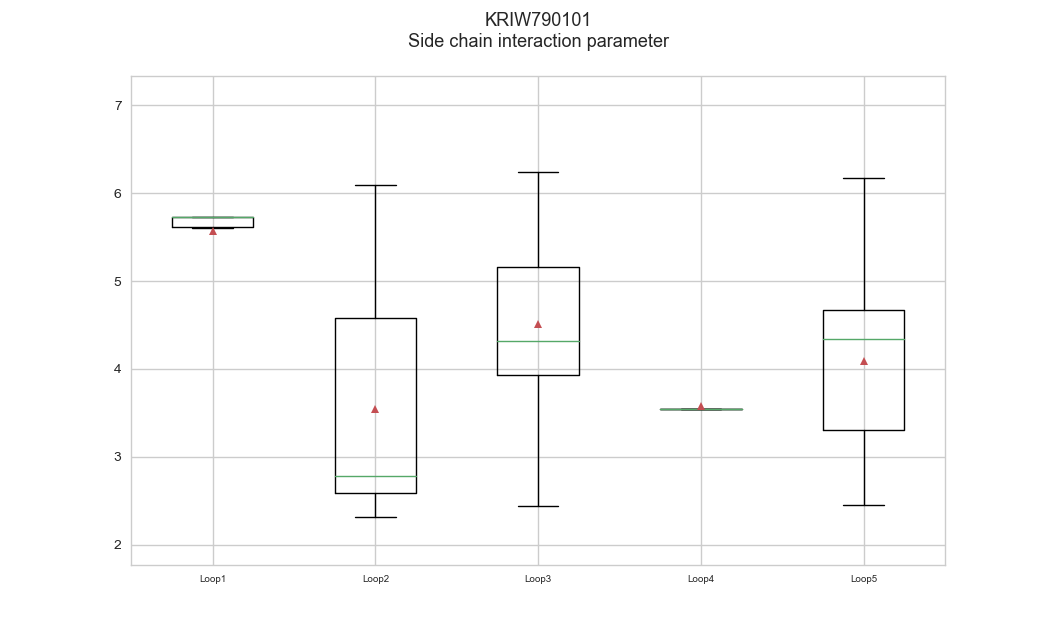 KRIW790101
Side chain interaction parameter
7
6
5
4
3
2
Loop1
Loop2
Loop3
Loop4
Loop5